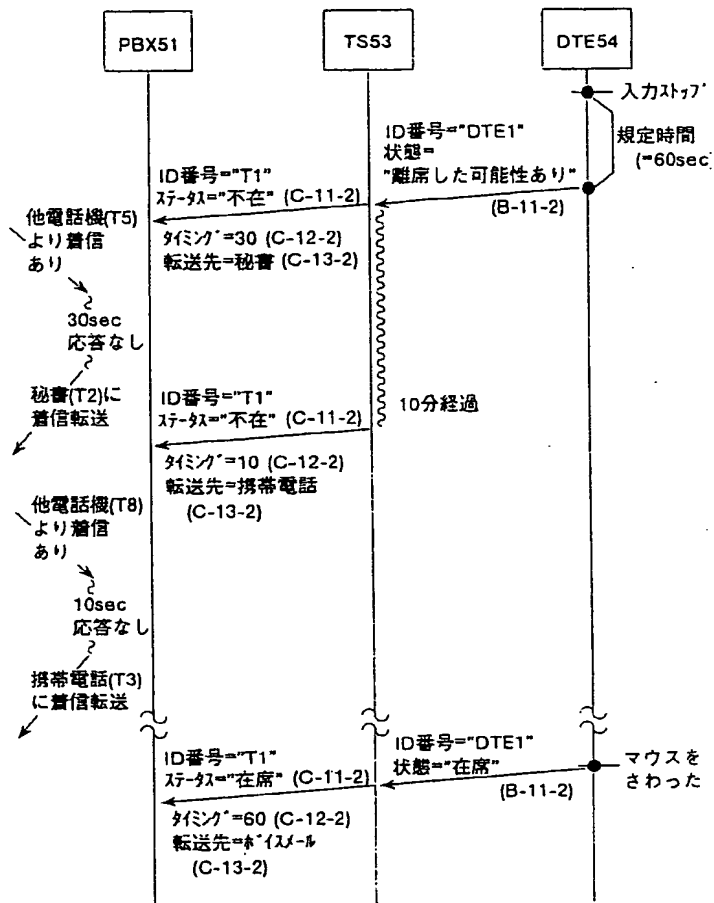 PBX51
TS53
DTE54
入力ストップ
規定時間
(=60sec)
ID番号="DTE1"
状態=
"離席した可能性あり"
(B-11-2)
ID番号="T1"
ステータス="不在" (C-11-2)
タイミング=30 (C-12-2)
転送先=秘書 (C-13-2)
他電話機(T5)
より着信
あり
30sec
応答なし
秘書(T2)に
着信転送
10分経過
ID番号="T1"
ステータス="不在" (C-11-2)
タイミング=10 (C-12-2)
転送先=携帯電話
(C-13-2)
他電話機(T8)
より着信
あり
10sec
応答なし
携帯電話(T3)
に着信転送
マウスを
さわった
ID番号="DTE1"
状態="在席"
(B-11-2)
ID番号="T1"
ステータス="在席" (C-11-2)
タイミング=60 (C-12-2)
転送先=ボイスメール
(C-13-2)